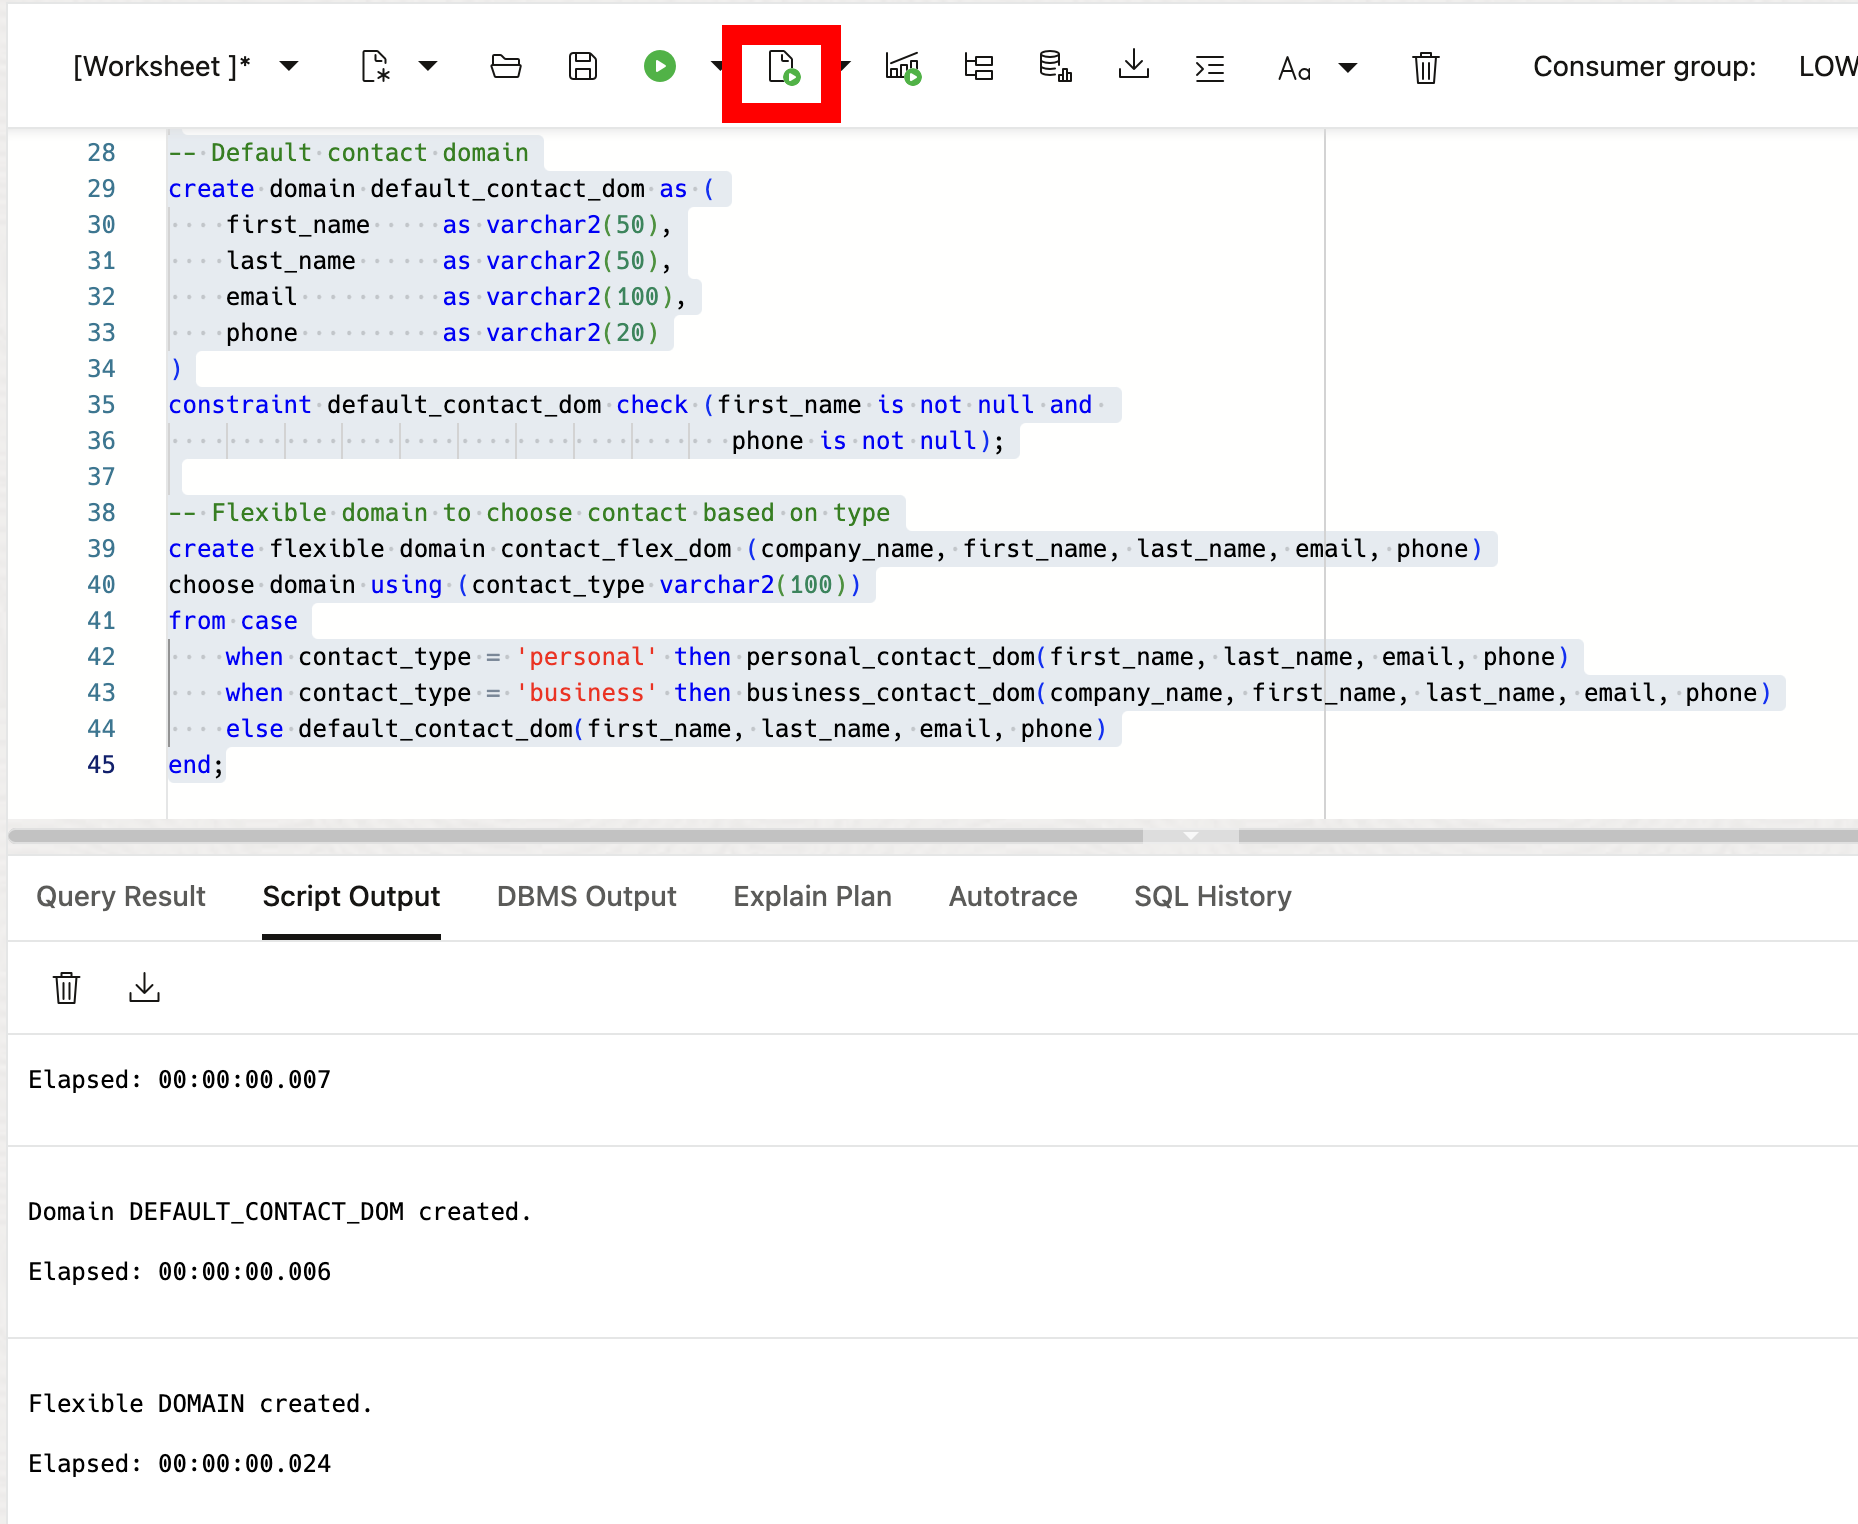 [Worksheet ]*
Aa
Consumer group: LOW
28 -- Default contact domain
29 create domain default_contact_dom as (
30 first_name as varchar2(50),
31 last_name as varchar2(50),
32 email as varchar2(100),
33 phone as varchar2(20)
34 )
35 constraint default_contact_dom check (first_name is not null and
36 phone is not null);
37
38 -- Flexible domain to choose contact based on type
39 create flexible domain contact_flex_dom (company_name, first_name, last_name, email, phone)
40 choose domain using (contact_type varchar2(100))
41 from case
42 when contact_type = 'personal' then personal_contact_dom(first_name, last_name, email, phone)
43 when contact_type = 'business' then business_contact_dom(company_name, first_name, last_name, email, phone)
44 else default_contact_dom(first_name, last_name, email, phone)
45 end;
Query Result Script Output DBMS Output Explain Plan Autotrace SQL History
Elapsed: 00:00:00.007
Domain DEFAULT_CONTACT_DOM created.
Elapsed: 00:00:00.006
Flexible DOMAIN created.
Elapsed: 00:00:00.024